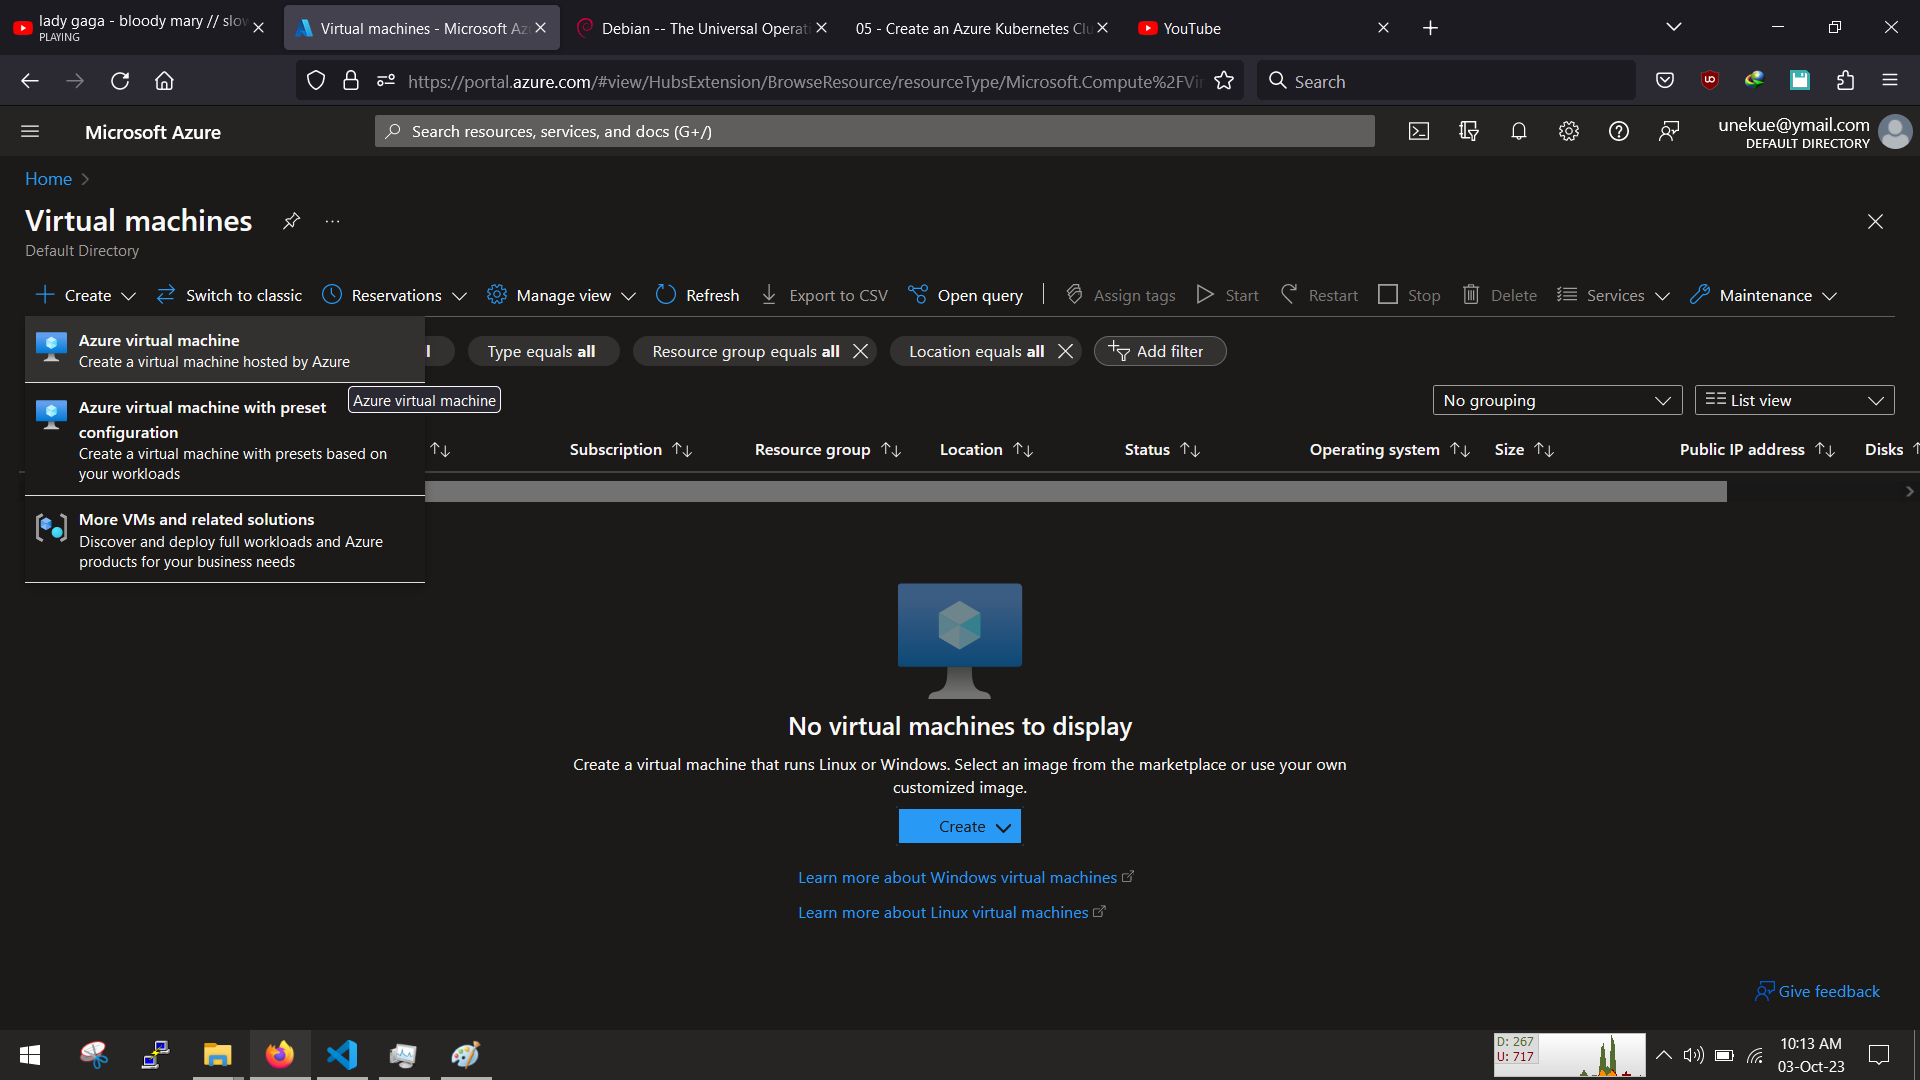 lady gaga - bloody mary // slow
PLAYING
Virtual machines - Microsoft Az
Debian -- The Universal Operati
05 - Create an Azure Kubernetes Clu
YouTube
https://portal.azure.com/#view/HubsExtension/BrowseResource/resourceType/Microsoft.Compute%2FVir
Search
Microsoft Azure
Search resources, services, and docs (G+/)
unekue@ymail.com
DEFAULT DIRECTORY
Home
Virtual machines
Default Directory
Create
Switch to classic
Reservations
Manage view
Refresh
Export to CSV
Open query
Assign tags
Start
Restart
Stop
Delete
Services
Maintenance
Azure virtual machine
Create a virtual machine hosted by Azure
Type equals all
Resource group equals all
Location equals all
Add filter
Azure virtual machine with preset
configuration
Create a virtual machine with presets based on
your workloads
Azure virtual machine
No grouping
List view
Subscription
Resource group
Location
Status
Operating system
Size
Public IP address
Disks
More VMs and related solutions
Discover and deploy full workloads and Azure
products for your business needs
No virtual machines to display
Create a virtual machine that runs Linux or Windows. Select an image from the marketplace or use your own
customized image.
Create
Learn more about Windows virtual machines
Learn more about Linux virtual machines
Give feedback
D: 267
U: 717
10:13 AM
03-Oct-23